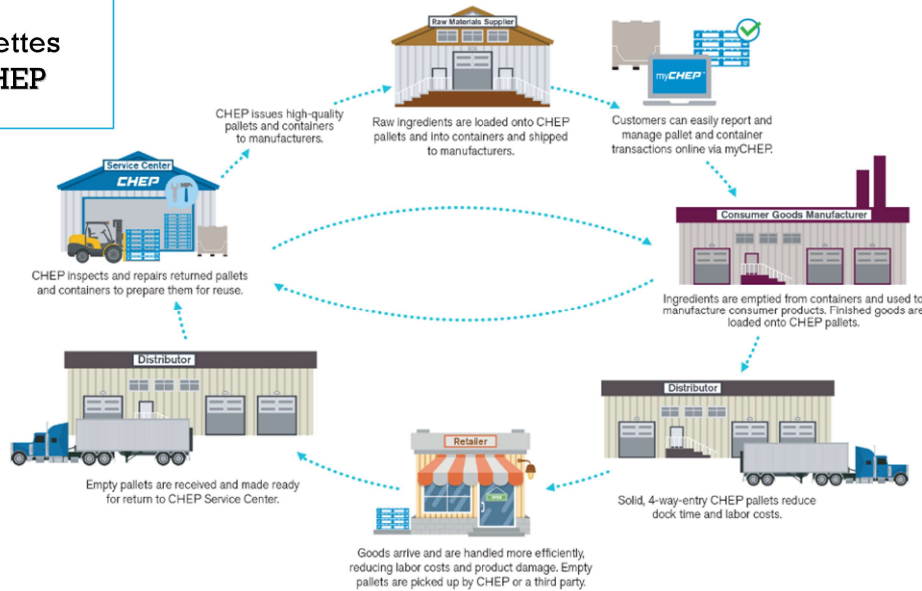 ettes
HEP
Raw Materials Supplier
Raw ingredients are loaded onto CHEP
pallets and into containers and shipped
to manufacturers.
myCHEP™
Customers can easily report and
manage pallet and container
transactions online via myCHEP.
CHEP issues high-quality
pallets and containers
to manufacturers.
Service Center
CHEP
CHEP inspects and repairs returned pallets
and containers to prepare them for reuse.
Consumer Goods Manufacturer
Ingredients are emptied from containers and used to
manufacture consumer products. Finished goods are
loaded onto CHEP pallets.
Distributor
Empty pallets are received and made ready
for return to CHEP Service Center.
Distributor
Solid, 4-way-entry CHEP pallets reduce
dock time and labor costs.
Retailer
Goods arrive and are handled more efficiently,
reducing labor costs and product damage. Empty
pallets are picked up by CHEP or a third party.